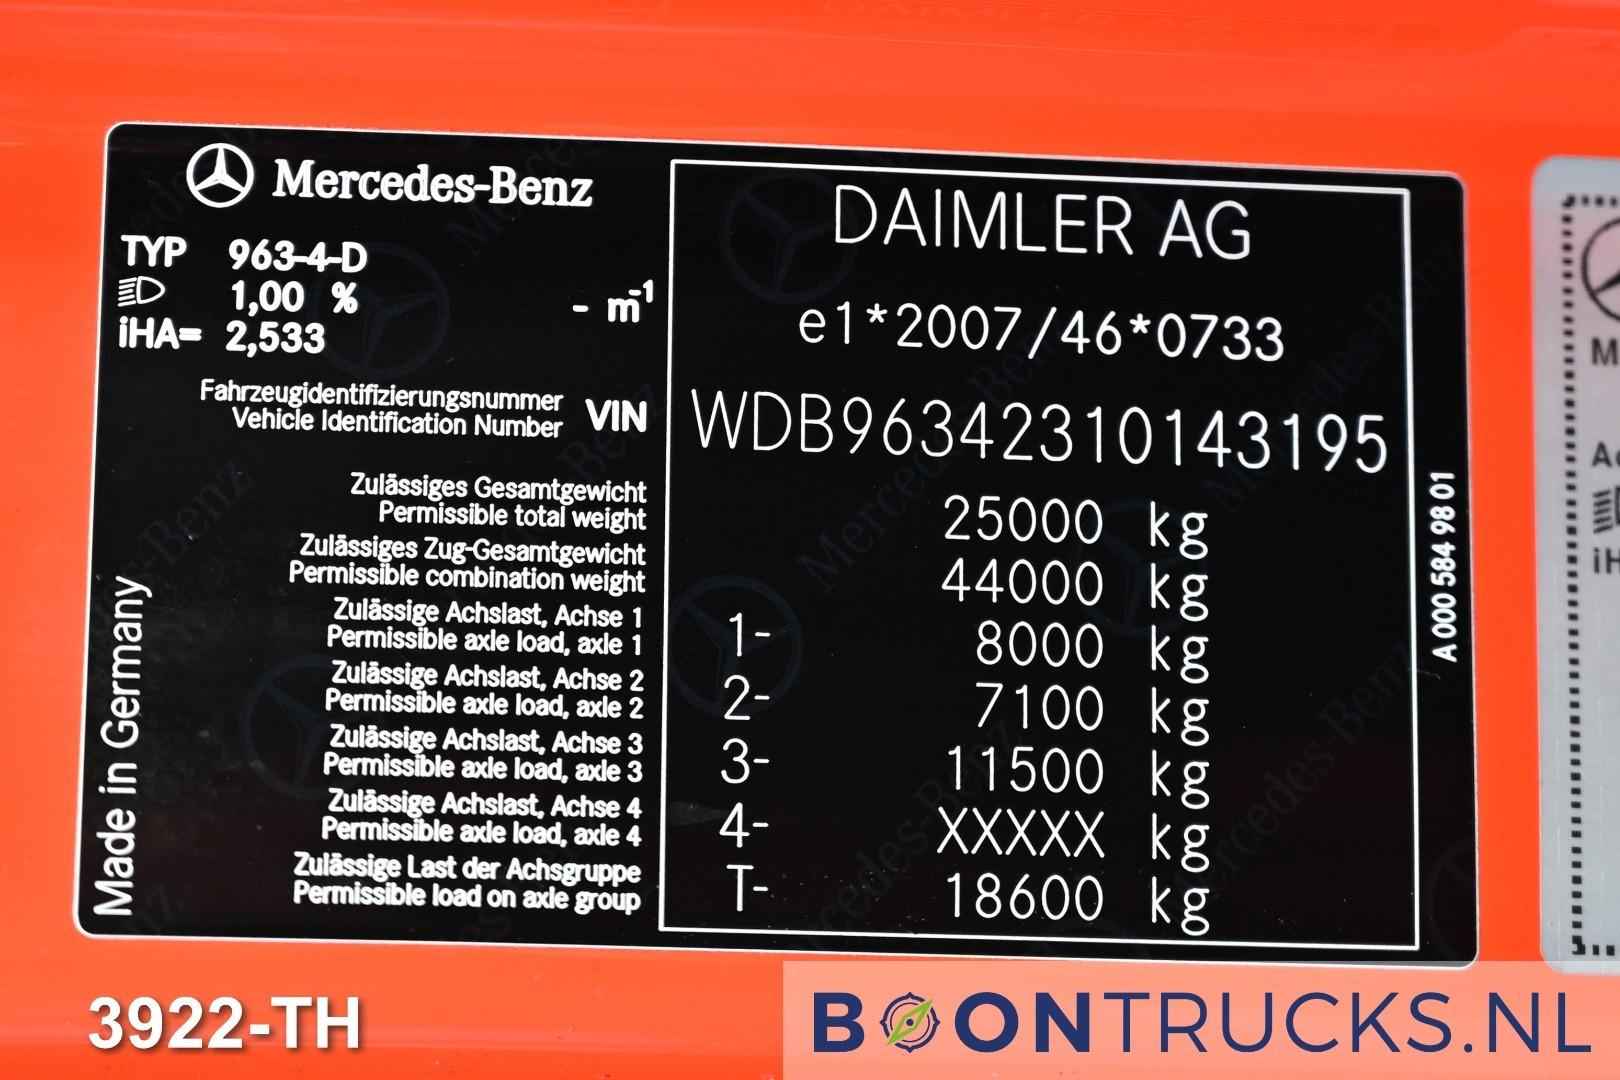 Mercedes-Benz
TYP 963-4-D
1,00 % - m-1
iHA= 2,533
Fahrzeugidentifizierungsnummer
Vehicle Identification Number
VIN
Zulässiges Gesamtgewicht
Permissible total weight
Zulässiges Zug-Gesamtgewicht
Permissible combination weight
Zulässige Achslast, Achse 1
Permissible axle load, axle 1
Zulässige Achslast, Achse 2
Permissible axle load, axle 2
Zulässige Achslast, Achse 3
Permissible axle load, axle 3
Zulässige Achslast, Achse 4
Permissible axle load, axle 4
Zulässige Last der Achsgruppe
Permissible load on axle group
Made in Germany
DAIMLER AG
e1*2007/46*0733
WDB96342310143195
25000 kg
44000 kg
1- 8000 kg
2- 7100 kg
3- 11500 kg
4- XXXXX kg
T- 18600 kg
A 000 584 98 01
3922-TH
BOONTRUCKS.NL